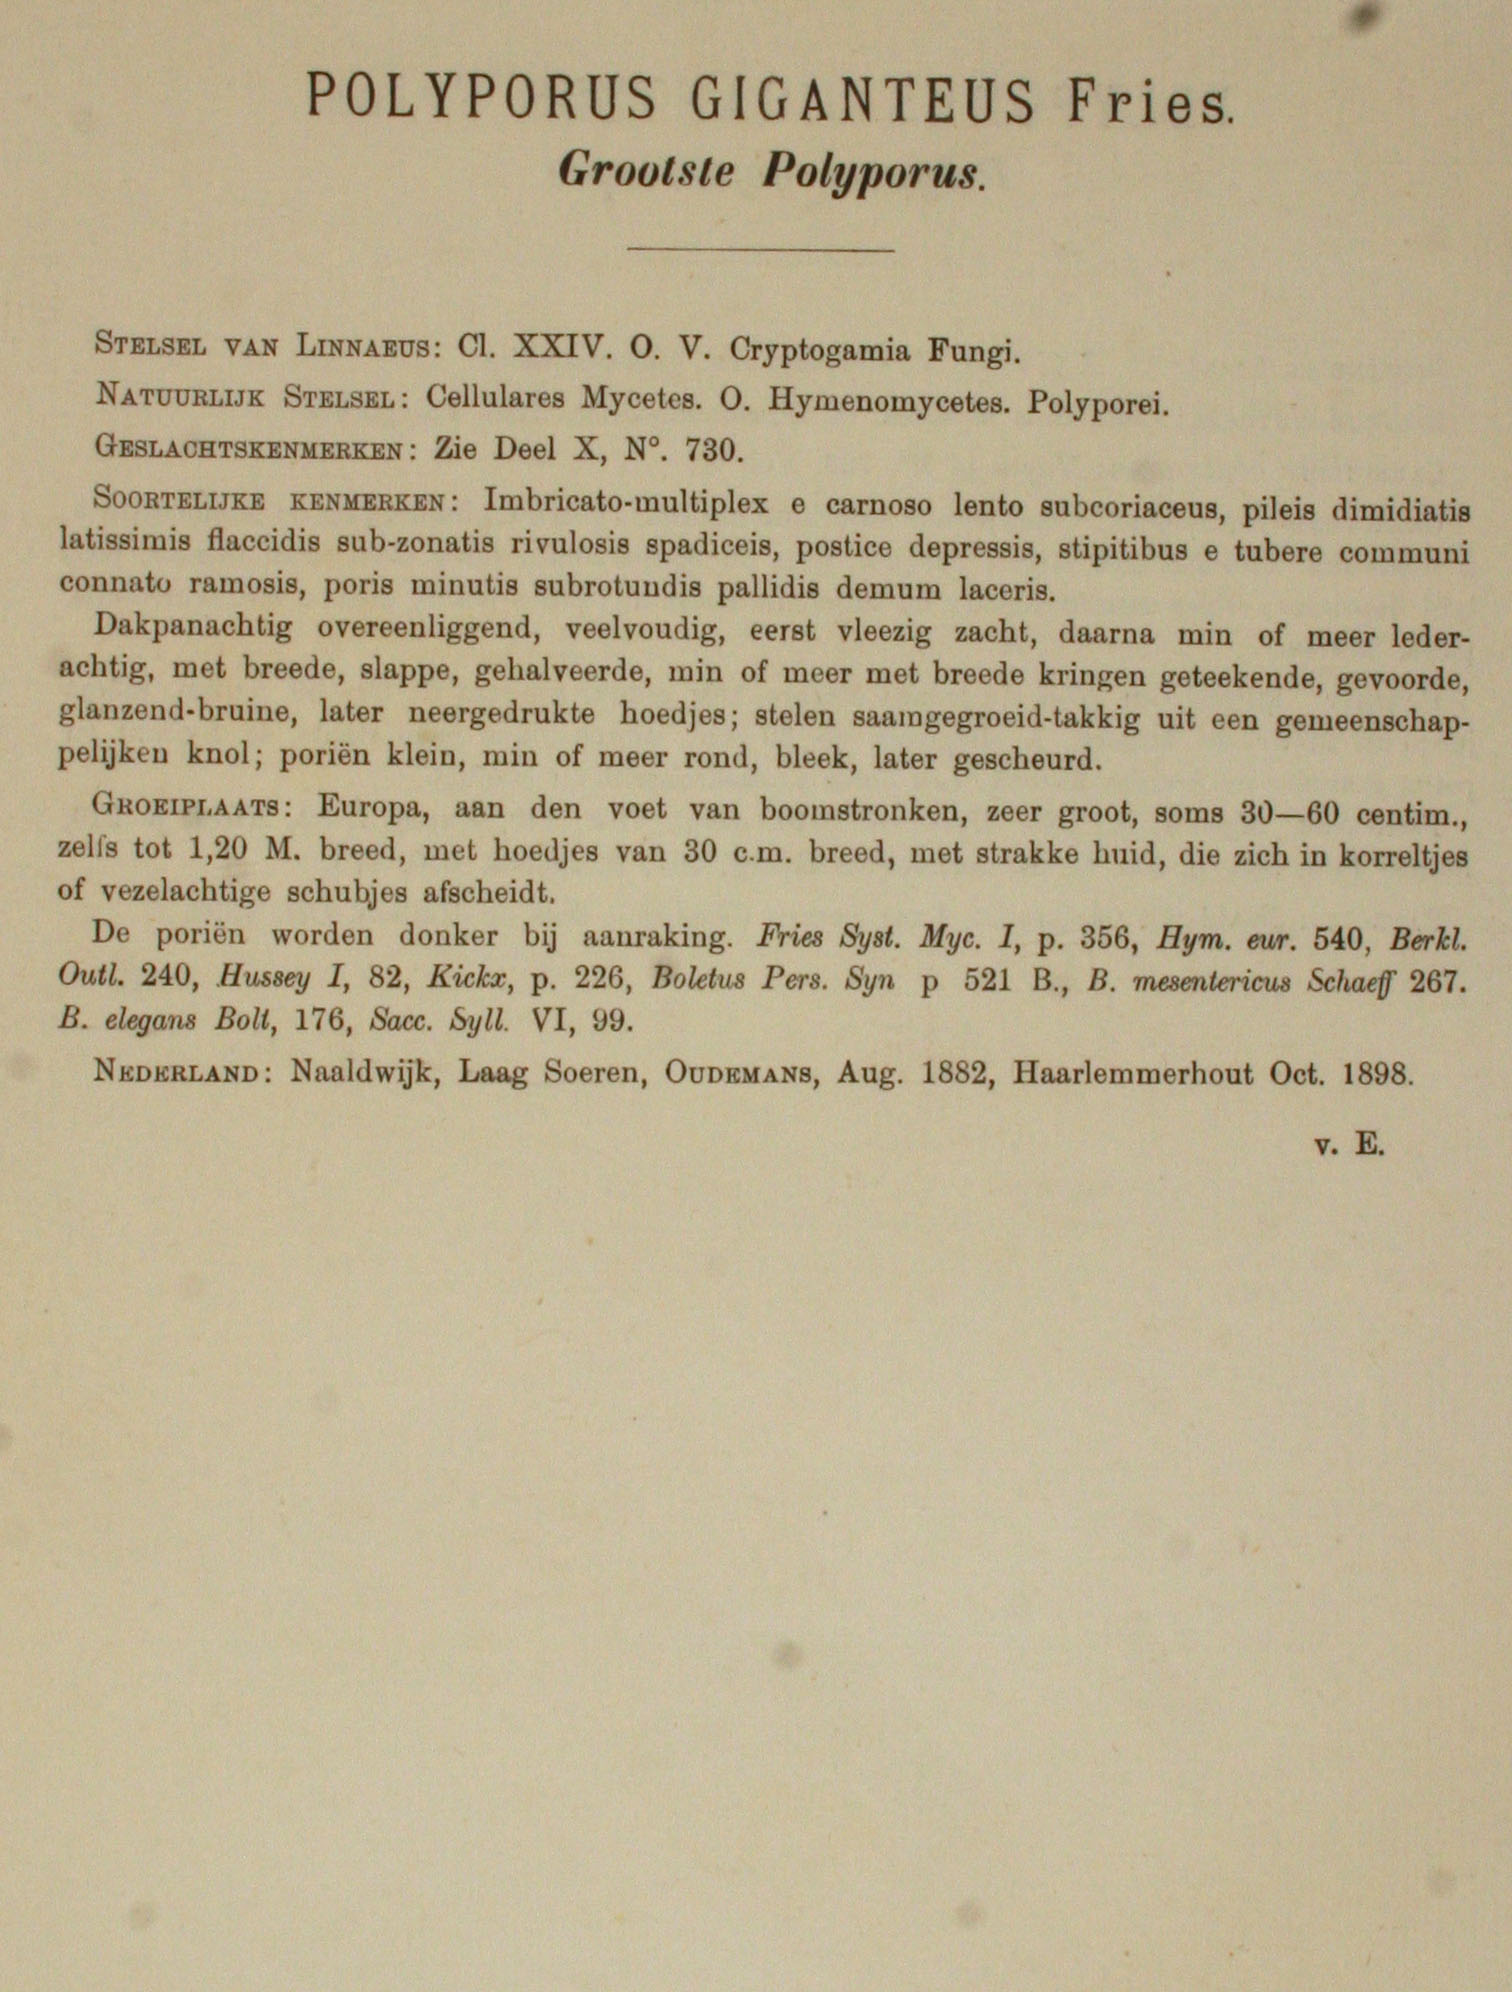 POLYPORUS GIGANTEUS Fries.
Grootste Polyporus.
STELSEL VAN LINNAEUS: Cl. XXIV. O. V. Cryptogamia Fungi.
NATUURLIJK STELSEL: Cellulares Mycetes. O. Hymenomycetes. Polyporei.
GESLACHTSKENMERKEN: Zie Deel X, N°. 730.
SOORTELIJKE KENMERKEN: Imbricato-multiplex e carnoso lento subcoriaceus, pileis dimidiatis
latissimis flaccidis sub-zonatis rivulosis spadiceis, postice depressis, stipitibus e tubere communi
connato ramosis, poris minutis subrotundis pallidis demum laceris.
Dakpanachtig overeenliggend, veelvoudig, eerst vleezig zacht, daarna min of meer leder-
achtig, met breede, slappe, gehalveerde, min of meer met breede kringen geteekende, gevoorde,
glanzend-bruine, later neergedrukte hoedjes; stelen saamgegroeid-takkig uit een gemeenschap-
pelijken knol; poriën klein, min of meer rond, bleek, later gescheurd.
GROEIPLAATS: Europa, aan den voet van boomstronken, zeer groot, soms 30—60 centim.,
zelfs tot 1,20 M. breed, met hoedjes van 30 c.m. breed, met strakke huid, die zich in korreltjes
of vezelachtige schubjes afscheidt.
De poriën worden donker bij aanraking. Fries Syst. Myc. I, p. 356, Hym. eur. 540, Berkl.
Outl. 240, Hussey I, 82, Kickx, p. 226, Boletus Pers. Syn p 521 B., B. mesentericus Schaeff 267.
B. elegans Bolt, 176, Sacc. Syll. VI, 99.
NEDERLAND: Naaldwijk, Laag Soeren, OUDEMANS, Aug. 1882, Haarlemmerhout Oct. 1898.
v. E.